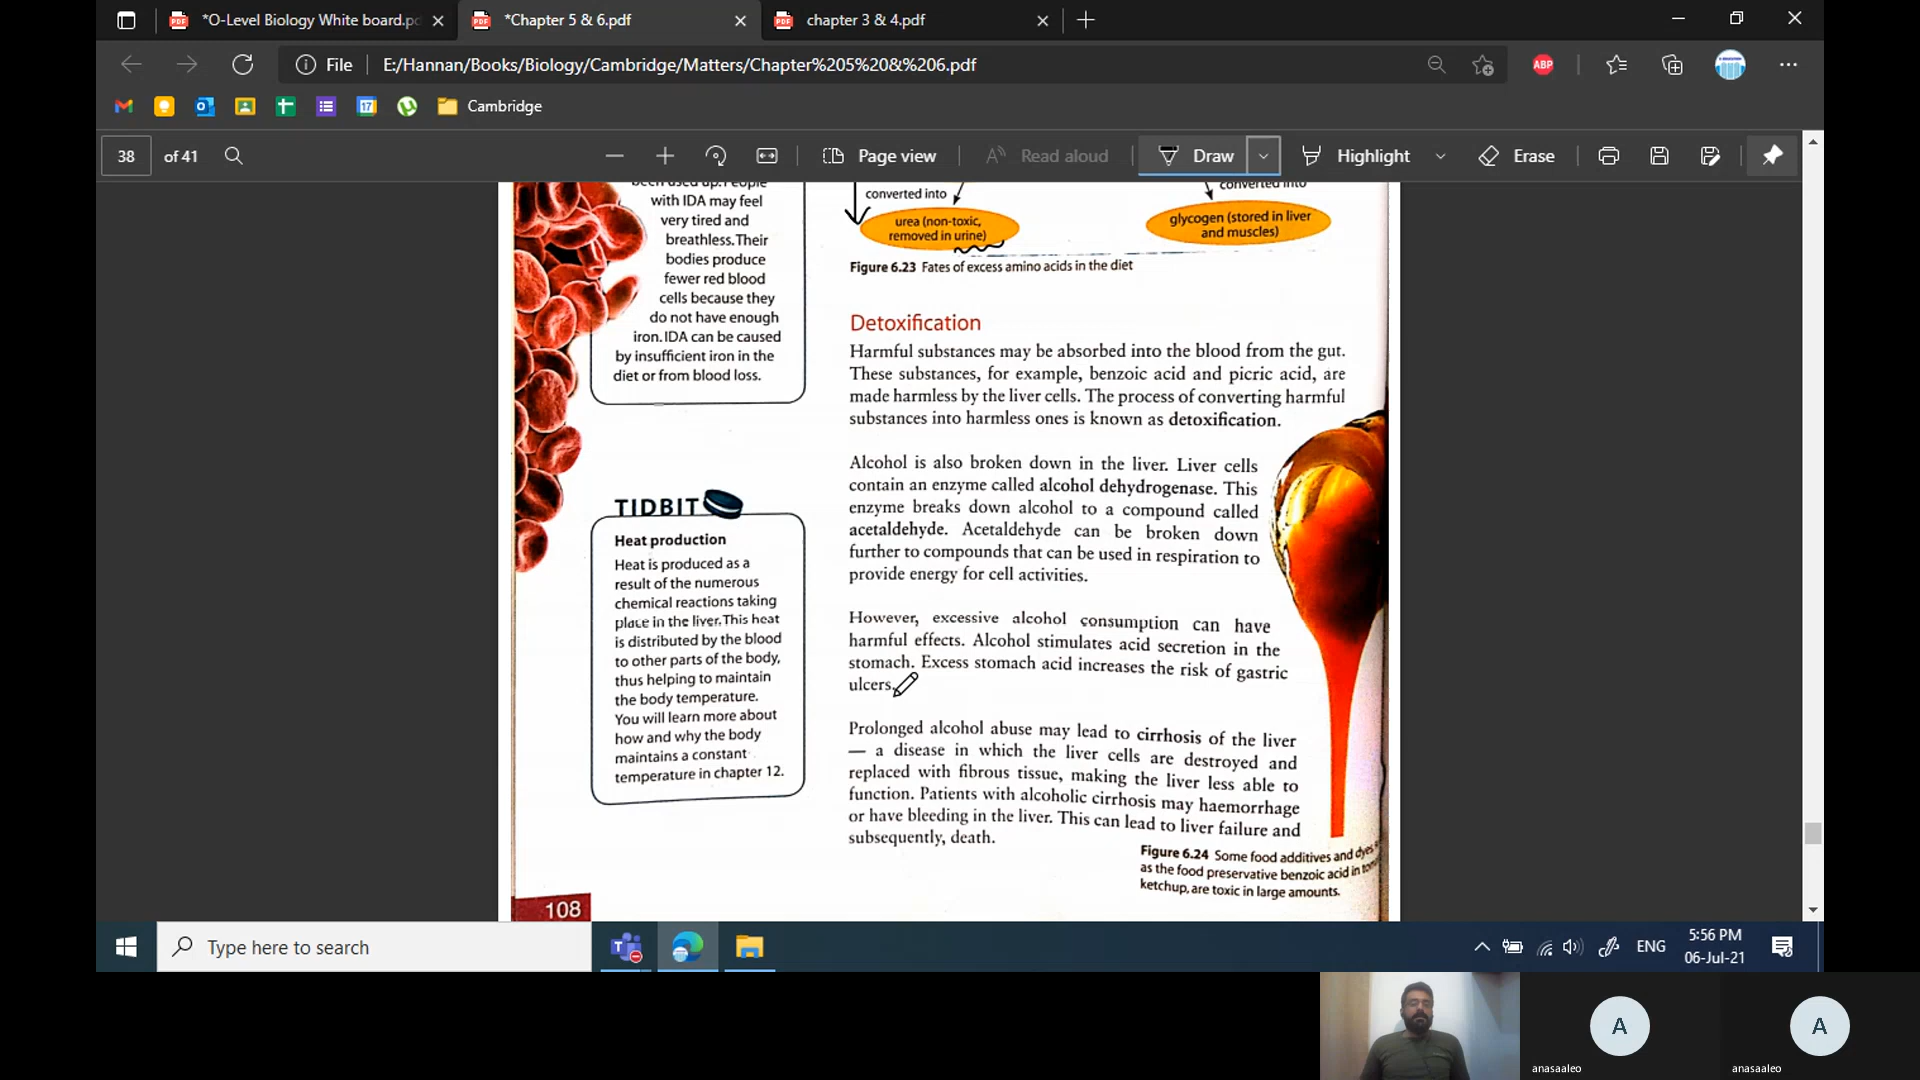 *O-Level Biology White board.pd
*Chapter 5 & 6.pdf
chapter 3 & 4.pdf
File
E:/Hannan/Books/Biology/Cambridge/Matters/Chapter%205%20&%206.pdf
ABP
17
Cambridge
38
of 41
Page view
Read aloud
Draw
Highlight
Erase
been used up. People
with IDA may feel
very tired and
breathless. Their
bodies produce
fewer red blood
cells because they
do not have enough
iron. IDA can be caused
by insufficient iron in the
diet or from blood loss.
TIDBIT
Heat production
Heat is produced as a
result of the numerous
chemical reactions taking
place in the liver. This heat
is distributed by the blood
to other parts of the body,
thus helping to maintain
the body temperature.
You will learn more about
how and why the body
maintains a constant
temperature in chapter 12.
108
converted into
urea (non-toxic,
removed in urine)
converted into
glycogen (stored in liver
and muscles)
Figure 6.23 Fates of excess amino acids in the diet
Detoxification
Harmful substances may be absorbed into the blood from the gut.
These substances, for example, benzoic acid and picric acid, are
made harmless by the liver cells. The process of converting harmful
substances into harmless ones is known as detoxification.
Alcohol is also broken down in the liver. Liver cells
contain an enzyme called alcohol dehydrogenase. This
enzyme breaks down alcohol to a compound called
acetaldehyde. Acetaldehyde can be broken down
further to compounds that can be used in respiration to
provide energy for cell activities.
However, excessive alcohol consumption can have
harmful effects. Alcohol stimulates acid secretion in the
stomach. Excess stomach acid increases the risk of gastric
ulcers.
Prolonged alcohol abuse may lead to cirrhosis of the liver
— a disease in which the liver cells are destroyed and
replaced with fibrous tissue, making the liver less able to
function. Patients with alcoholic cirrhosis may haemorrhage
or have bleeding in the liver. This can lead to liver failure and
subsequently, death.
Figure 6.24 Some food additives and dyes
as the food preservative benzoic acid in
ketchup, are toxic in large amounts.
Type here to search
ENG
5:56 PM
06-Jul-21
A
anasaaleo
A
anasaaleo